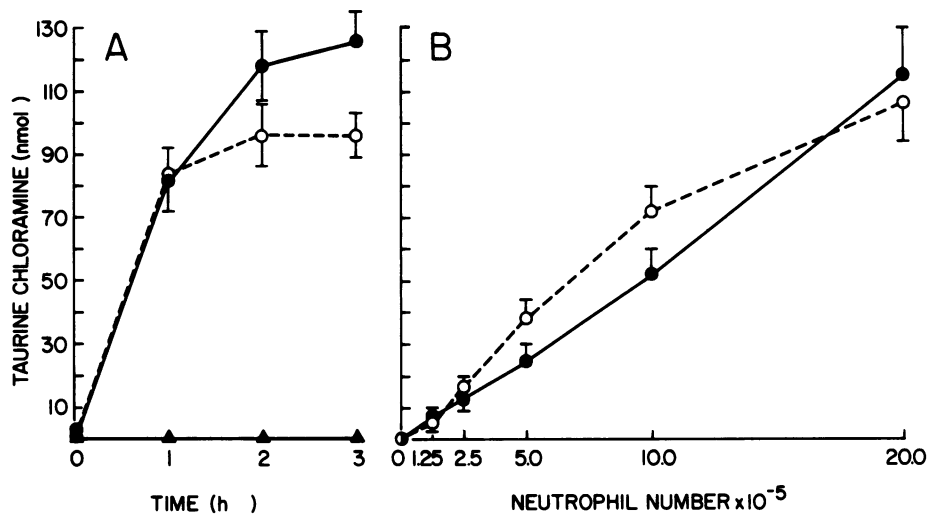 A
B
TAURINE CHLORAMINE (nmol)
130
110
90
70
50
30
10
0 1 2 3
0 1.25 2.5 5.0 10.0 20.0
TIME (h )
NEUTROPHIL NUMBER x10⁻⁵